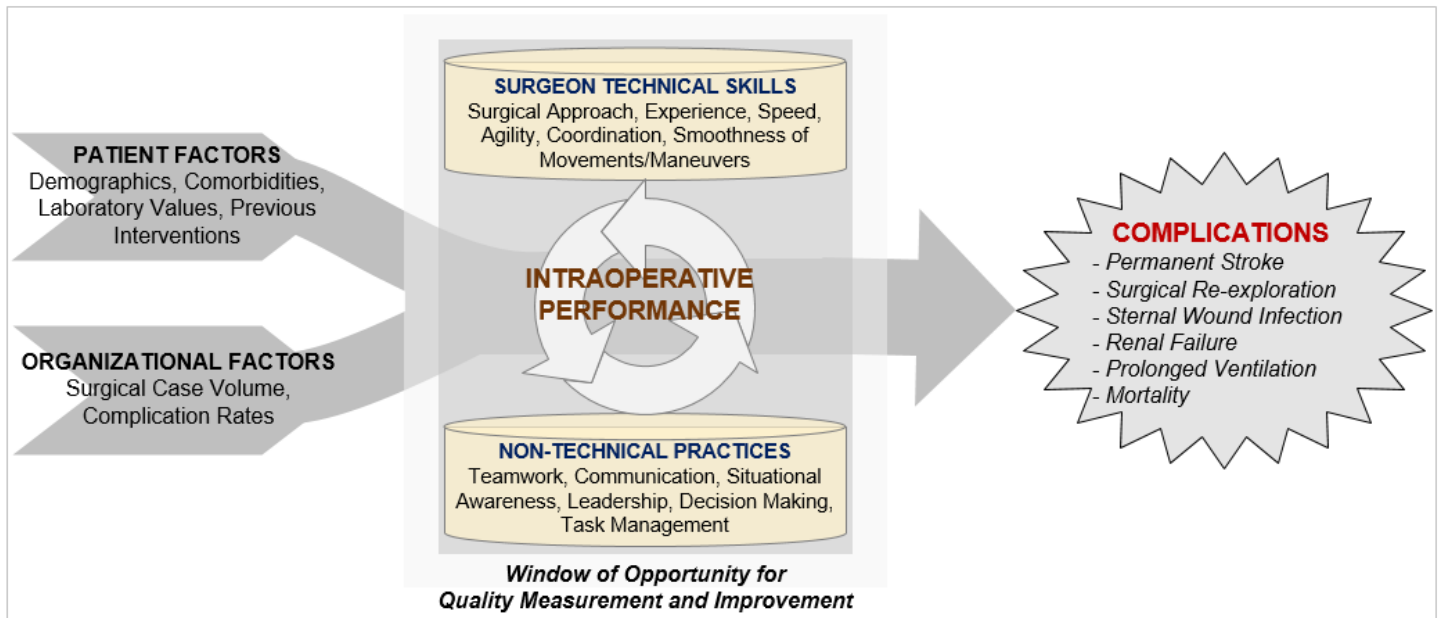 PATIENT FACTORS
Demographics, Comorbidities,
Laboratory Values, Previous
Interventions
ORGANIZATIONAL FACTORS
Surgical Case Volume,
Complication Rates
SURGEON TECHNICAL SKILLS
Surgical Approach, Experience, Speed,
Agility, Coordination, Smoothness of
Movements/Maneuvers
INTRAOPERATIVE
PERFORMANCE
NON-TECHNICAL PRACTICES
Teamwork, Communication, Situational
Awareness, Leadership, Decision Making,
Task Management
Window of Opportunity for
Quality Measurement and Improvement
COMPLICATIONS
- Permanent Stroke
- Surgical Re-exploration
- Sternal Wound Infection
- Renal Failure
- Prolonged Ventilation
- Mortality